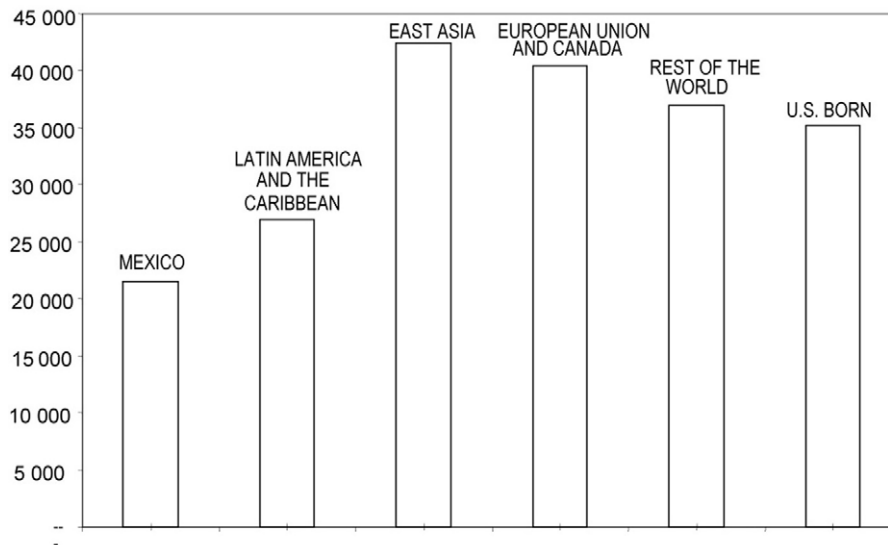 45 000
40 000
35 000
30 000
25 000
20 000
15 000
10 000
5 000
--
-
MEXICO
LATIN AMERICA
AND THE
CARIBBEAN
EAST ASIA
EUROPEAN UNION
AND CANADA
REST OF THE
WORLD
U.S. BORN